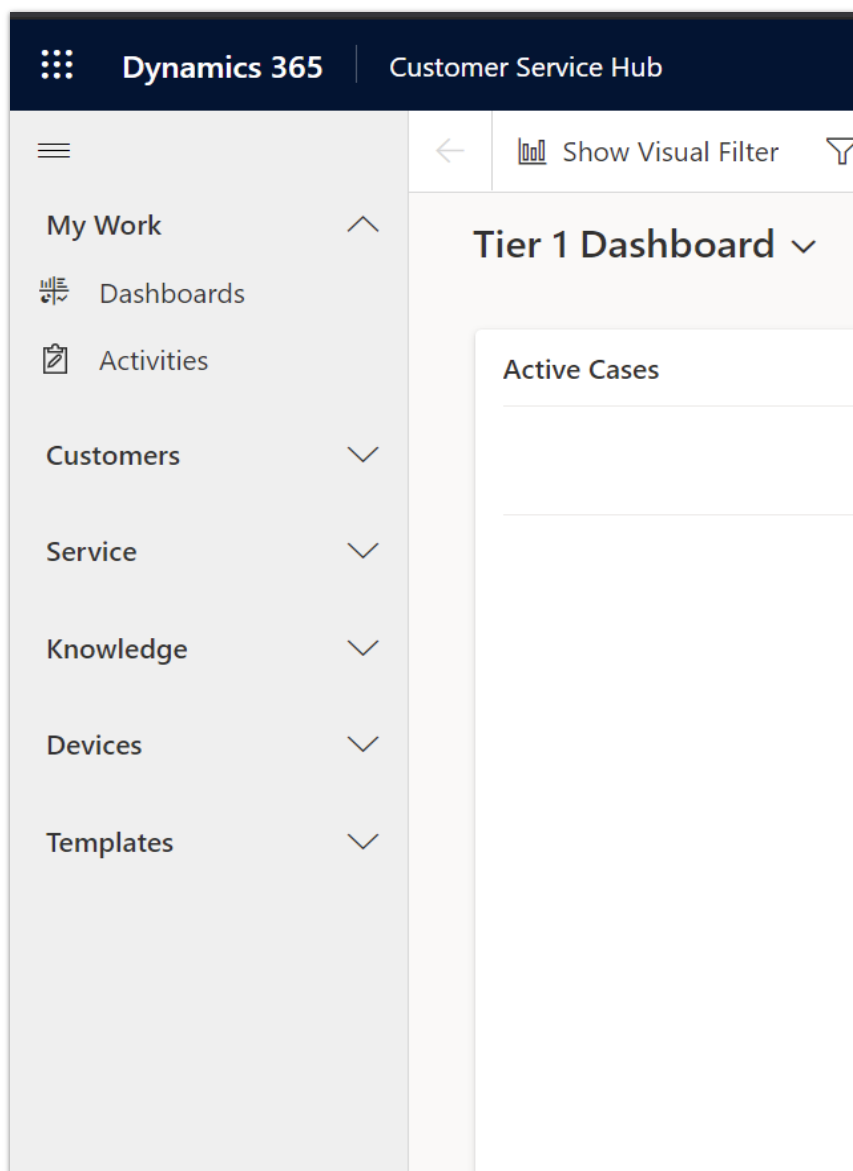 Dynamics 365
Customer Service Hub
Show Visual Filter
My Work
Dashboards
Activities
Customers
Service
Knowledge
Devices
Templates
Tier 1 Dashboard
Active Cases